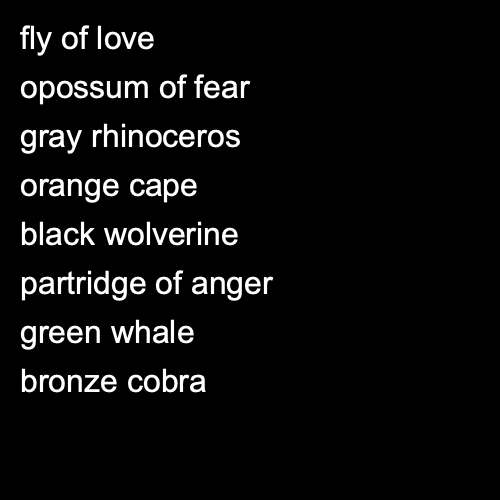 fly of love
opossum of fear
gray rhinoceros
orange cape
black wolverine
partridge of anger
green whale
bronze cobra